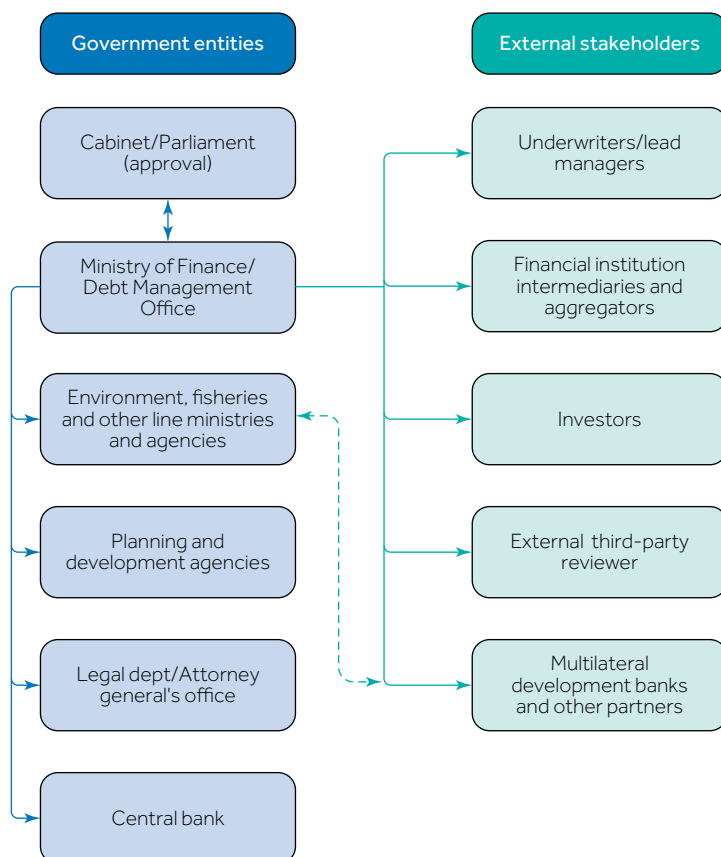 Government entities
Cabinet/Parliament
(approval)
Ministry of Finance/
Debt Management
Office
Environment, fisheries
and other line ministries
and agencies
Planning and
development agencies
Legal dept/Attorney
general's office
Central bank
External stakeholders
Underwriters/lead
managers
Financial institution
intermediaries and
aggregators
Investors
External third-party
reviewer
Multilateral
development banks
and other partners